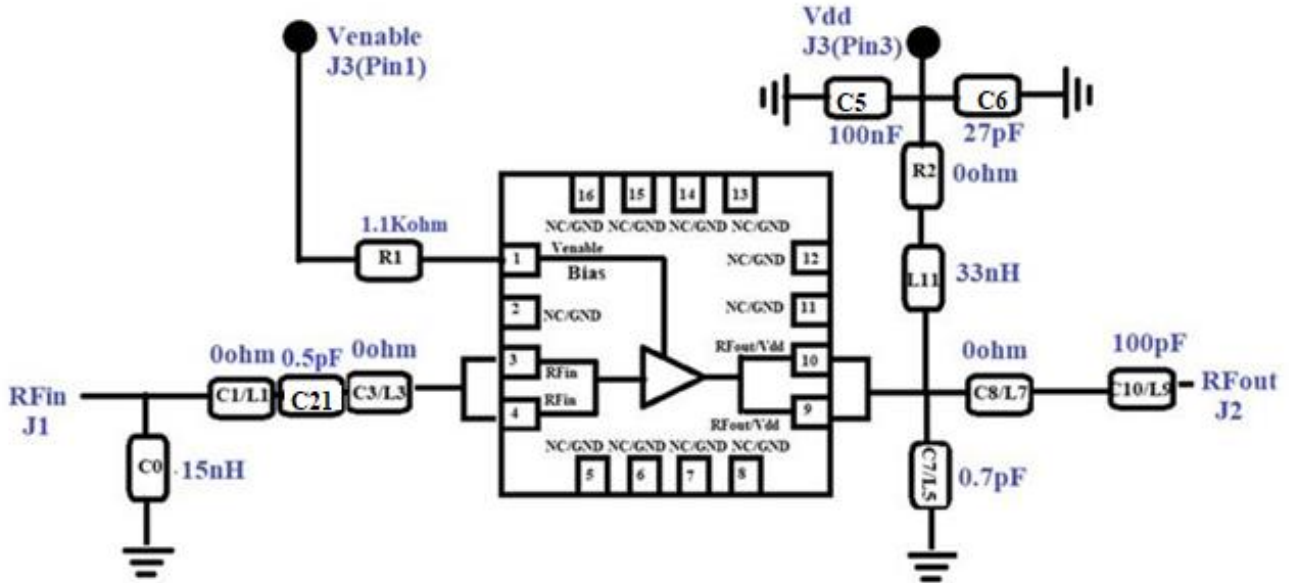 Venable
J3(Pin1)
Vdd
J3(Pin3)
C5
C6
100nF
27pF
R2
0ohm
16
15
14
13
NC/GND NC/GND NC/GND NC/GND
1.1Kohm
R1
1
Venable
Bias
NC/GND
12
L11
33nH
2
NC/GND
NC/GND
11
0ohm
0.5pF
0ohm
3
RFin
RFout/Vdd
10
0ohm
100pF
RFin
J1
C1/L1
C21
C3/L3
4
RFin
9
RFout/Vdd
C8/L7
C10/L9
RFout
J2
C0
15nH
NC/GND NC/GND NC/GND NC/GND
5
6
7
8
C7/L5
0.7pF